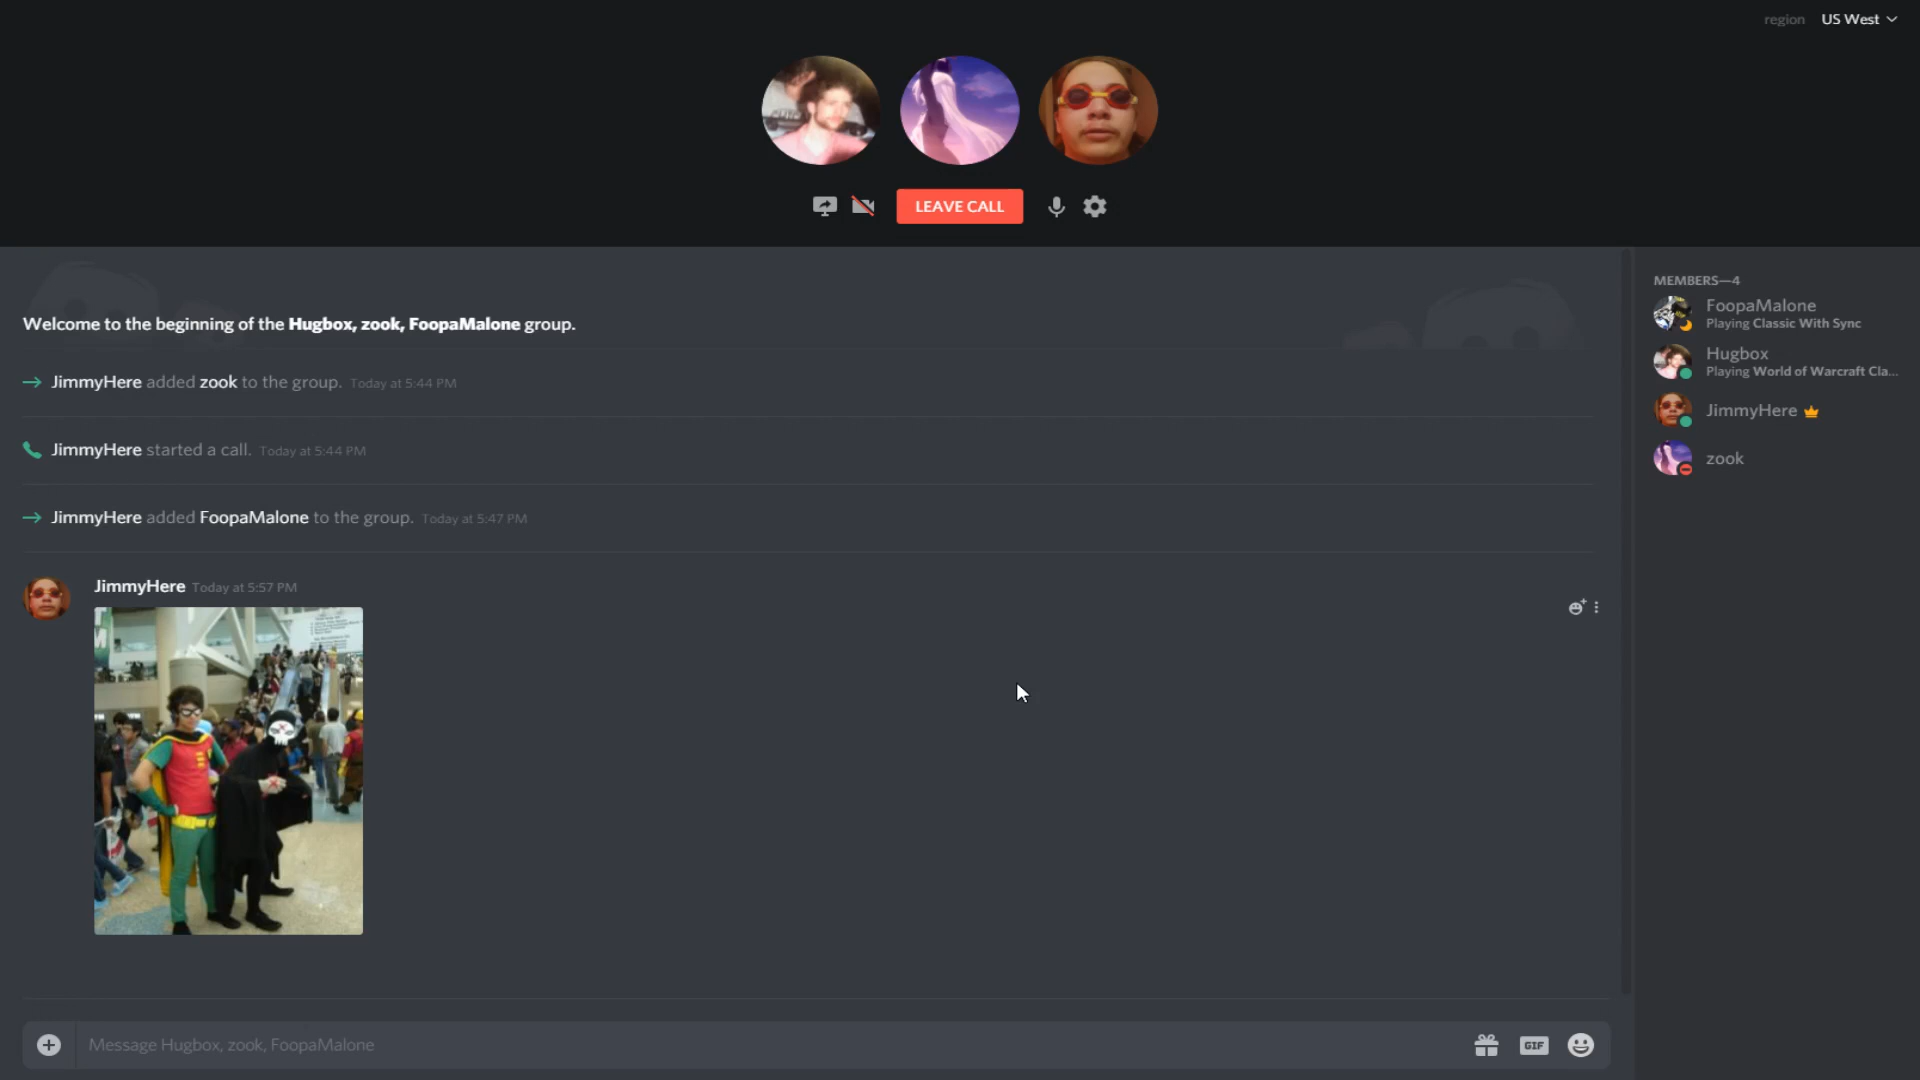 region US West
LEAVE CALL
Welcome to the beginning of the Hugbox, zook, FoopaMalone group.
JimmyHere added zook to the group. Today at 5:44 PM
JimmyHere started a call. Today at 5:44 PM
JimmyHere added FoopaMalone to the group. Today at 5:47 PM
JimmyHere Today at 5:57 PM
Message Hugbox, zook, FoopaMalone
GIF
MEMBERS—4
FoopaMalone
Playing Classic With Sync
Hugbox
Playing World of Warcraft Cla...
JimmyHere
zook